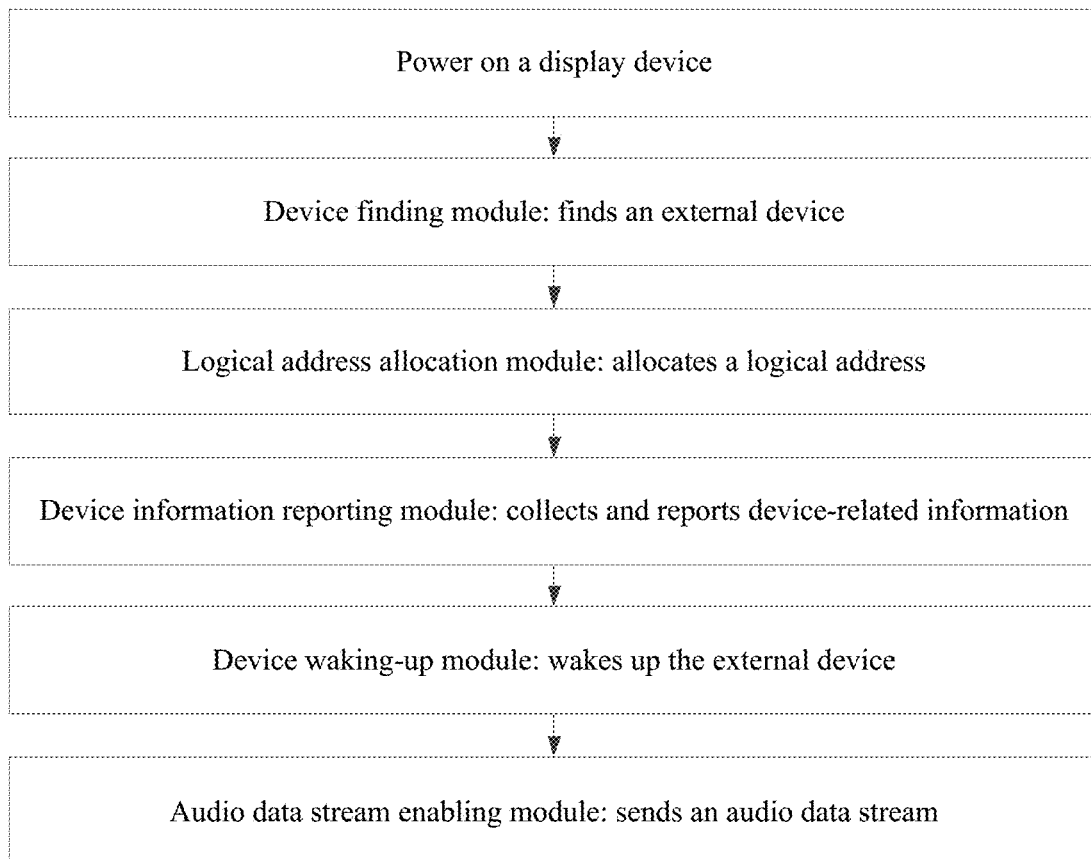 Power on a display device
Device finding module: finds an external device
Logical address allocation module: allocates a logical address
Device information reporting module: collects and reports device-related information
Device waking-up module: wakes up the external device
Audio data stream enabling module: sends an audio data stream